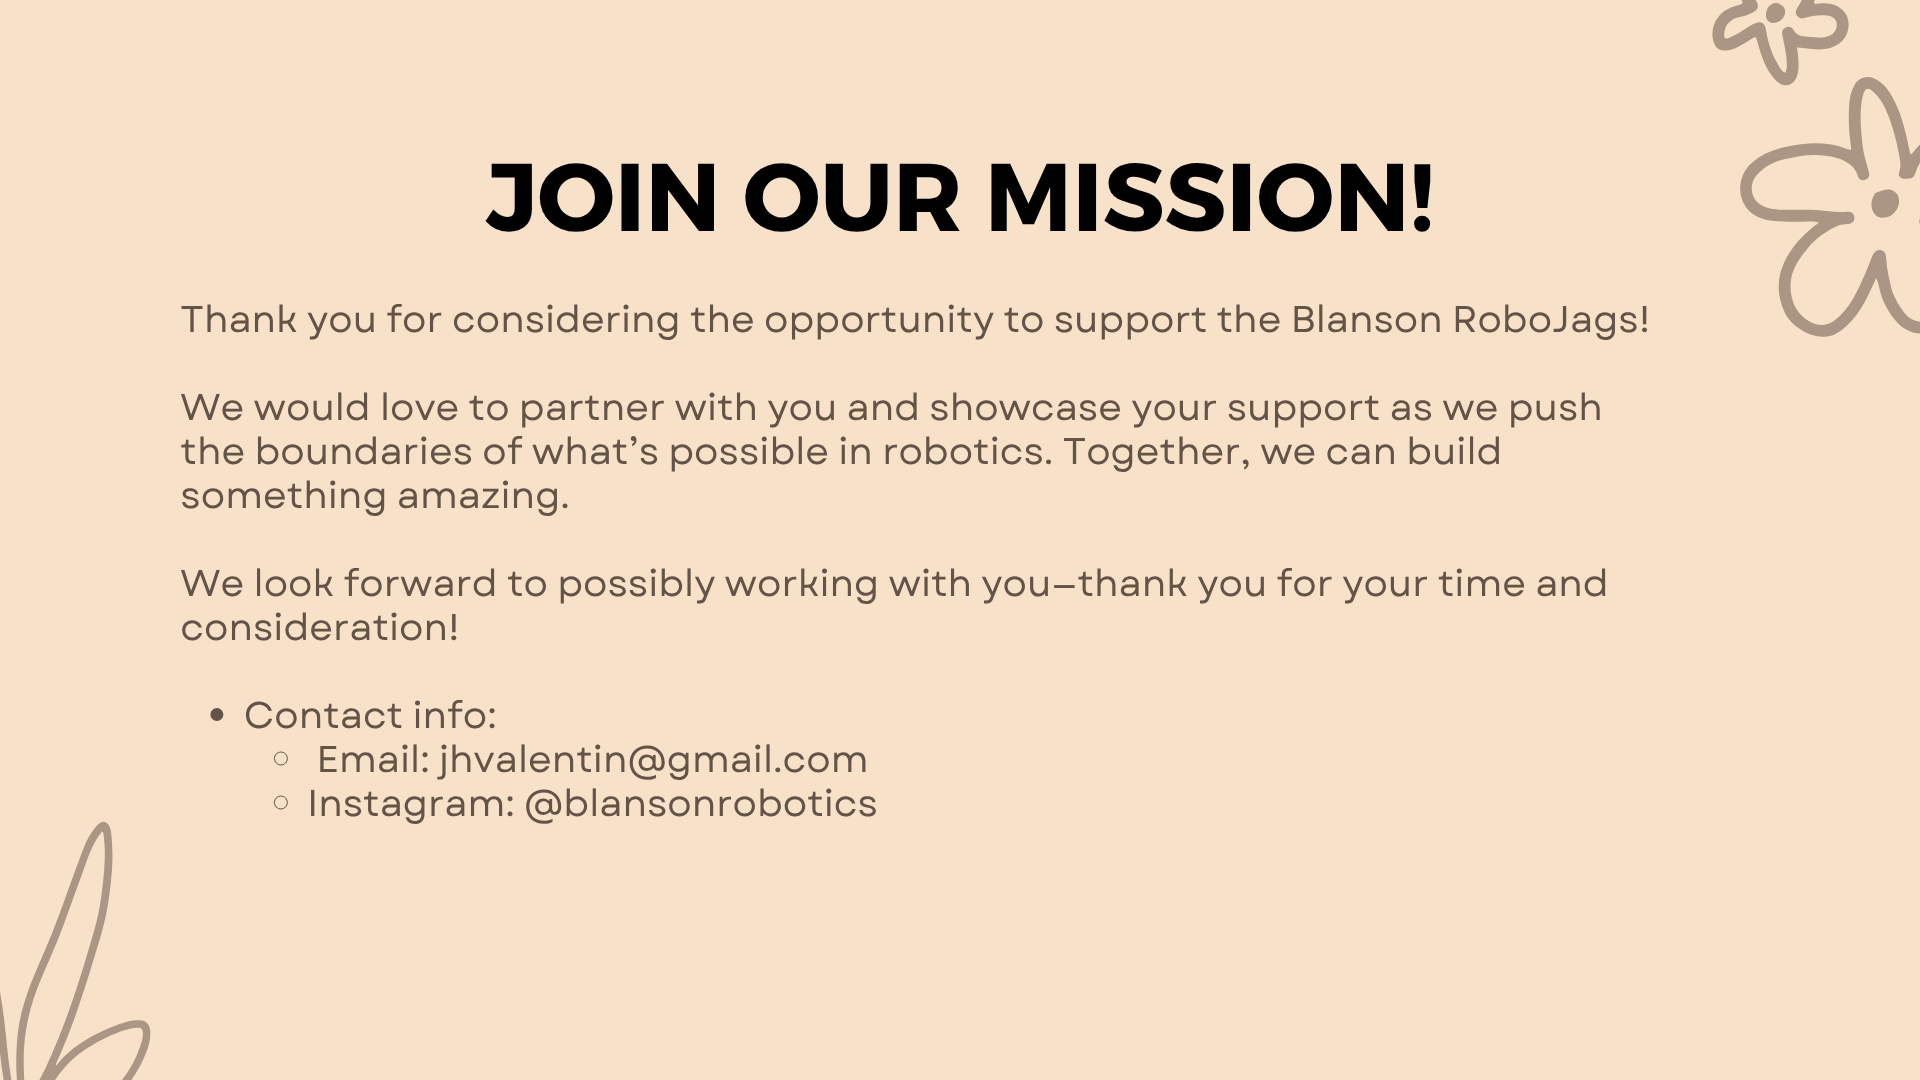 JOIN OUR MISSION!
Thank you for considering the opportunity to support the Blanson RoboJags!
We would love to partner with you and showcase your support as we push
the boundaries of what’s possible in robotics. Together, we can build
something amazing.
We look forward to possibly working with you—thank you for your time and
consideration!
• Contact info:
○ Email: jhvalentin@gmail.com
○ Instagram: @blansonrobotics